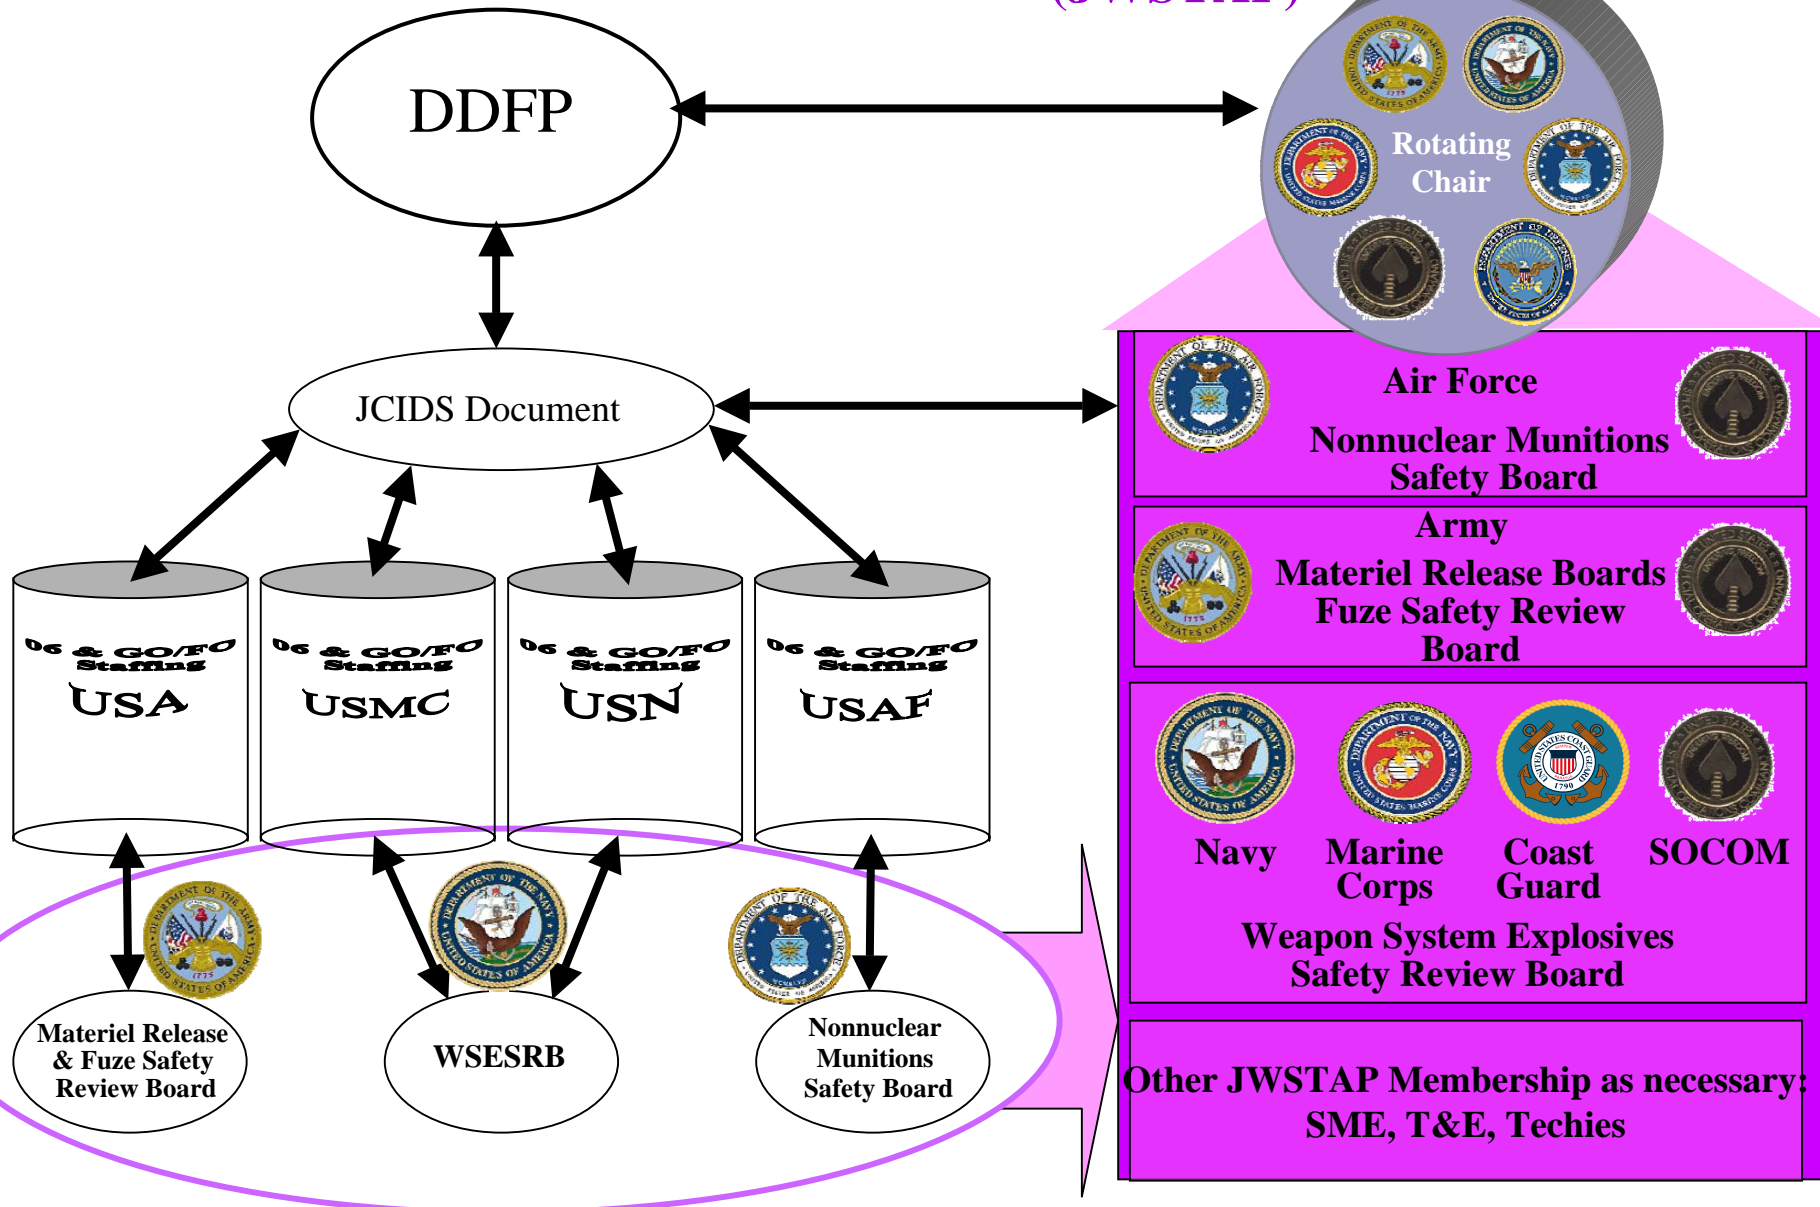 (JWSTAP)
DDFP
Rotating
Chair
JCIDS Document
06 & GO/FO
Staffing
USA
06 & GO/FO
Staffing
USMC
06 & GO/FO
Staffing
USN
06 & GO/FO
Staffing
USAF
Materiel Release
& Fuze Safety
Review Board
WSESRB
Nonnuclear
Munitions
Safety Board
Air Force
Nonnuclear Munitions
Safety Board
Army
Materiel Release Boards
Fuze Safety Review
Board
Navy
Marine
Corps
Coast
Guard
SOCOM
Weapon System Explosives
Safety Review Board
Other JWSTAP Membership as necessary:
SME, T&E, Techies